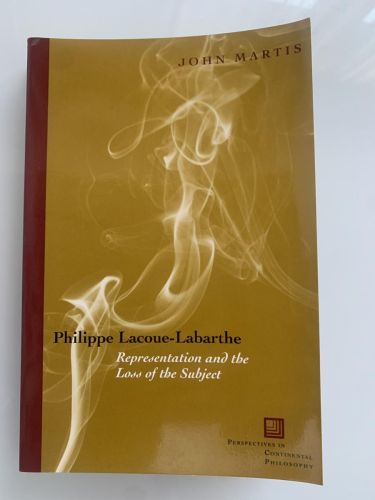 JOHN MARTIS
Philippe Lacoue-Labarthe
Representation and the
Loss of the Subject
PERSPECTIVES IN
CONTINENTAL
PHILOSOPHY